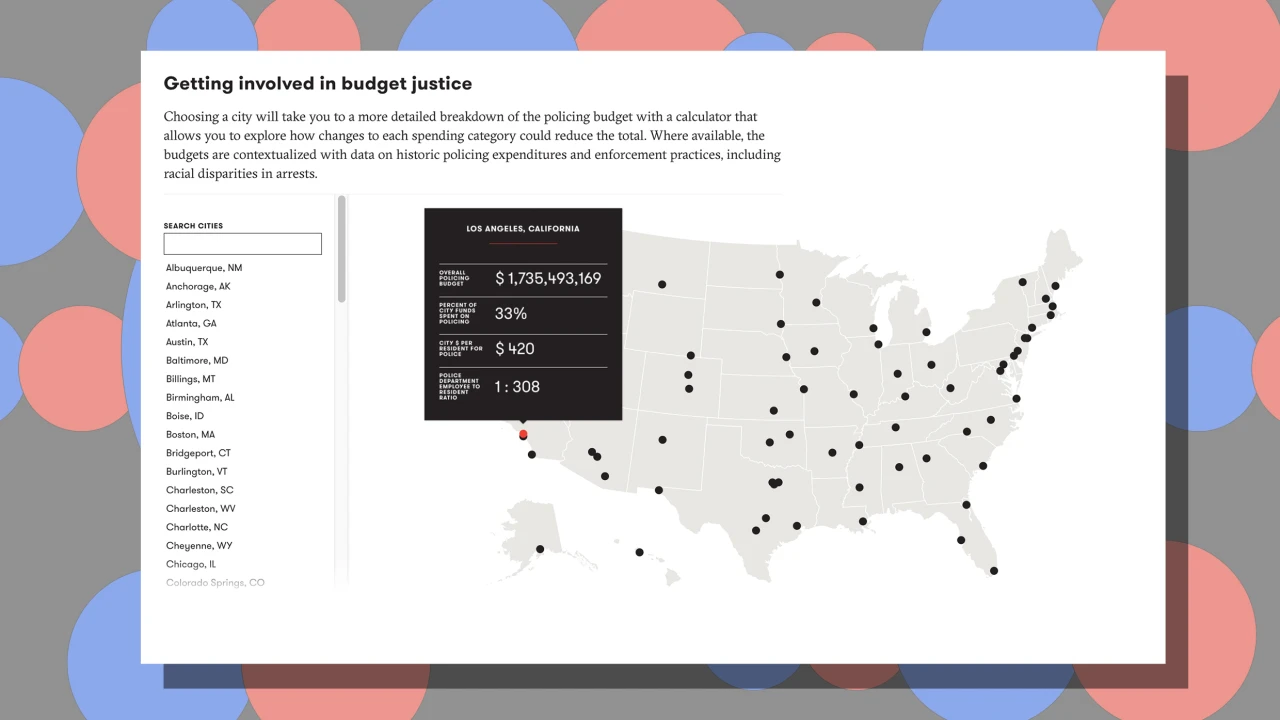 Getting involved in budget justice
Choosing a city will take you to a more detailed breakdown of the policing budget with a calculator that
allows you to explore how changes to each spending category could reduce the total. Where available, the
budgets are contextualized with data on historic policing expenditures and enforcement practices, including
racial disparities in arrests.
SEARCH CITIES
Albuquerque, NM
Anchorage, AK
Arlington, TX
Atlanta, GA
Austin, TX
Baltimore, MD
Billings, MT
Birmingham, AL
Boise, ID
Boston, MA
Bridgeport, CT
Burlington, VT
Charleston, SC
Charleston, WV
Charlotte, NC
Cheyenne, WY
Chicago, IL
Colorado Springs, CO
LOS ANGELES, CALIFORNIA
OVERALL
POLICING
BUDGET
$ 1,735,493,169
PERCENT OF
CITY FUNDS
SPENT ON
POLICING
33%
CITY $ PER
RESIDENT FOR
POLICE
$ 420
POLICE
DEPARTMENT
EMPLOYEE TO
RESIDENT
RATIO
1 : 308